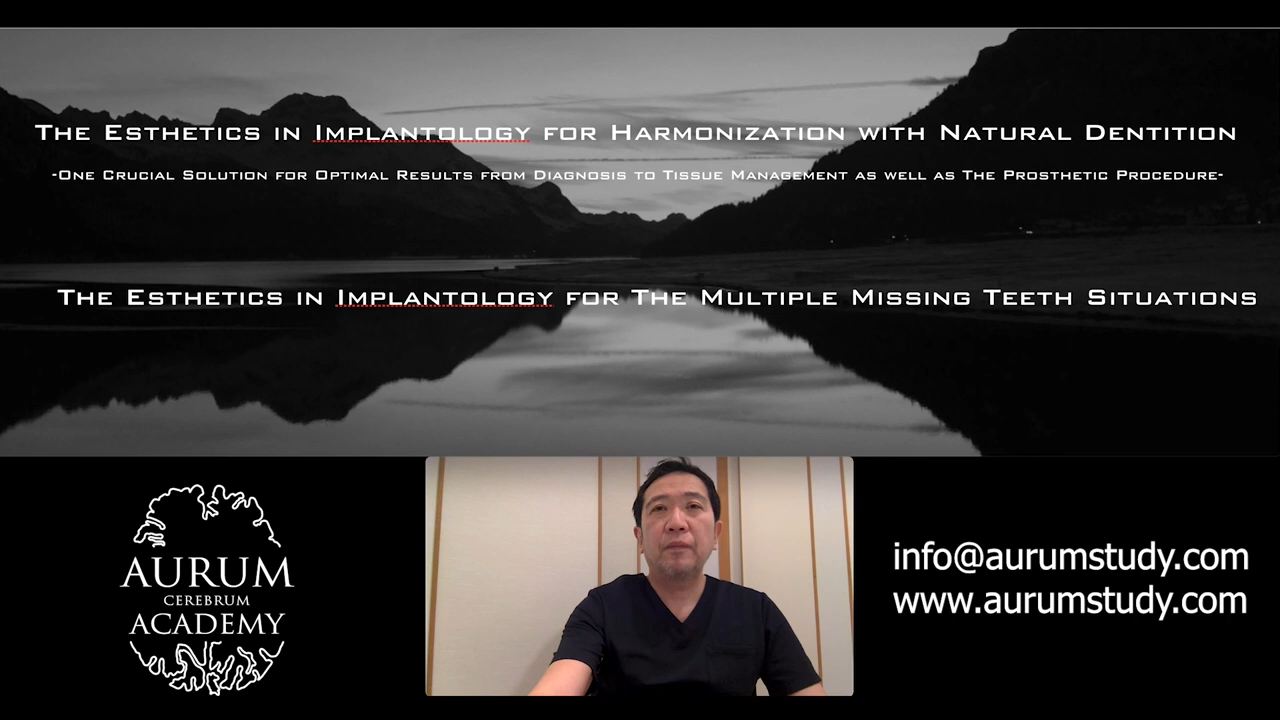 The Esthetics in Implantology for Harmonization with Natural Dentition
-One Crucial Solution for Optimal Results from Diagnosis to Tissue Management as well as The Prosthetic Procedure-
The Esthetics in Implantology for The Multiple Missing Teeth Situations
AURUM
CEREBRUM
ACADEMY
info@aurumstudy.com
www.aurumstudy.com